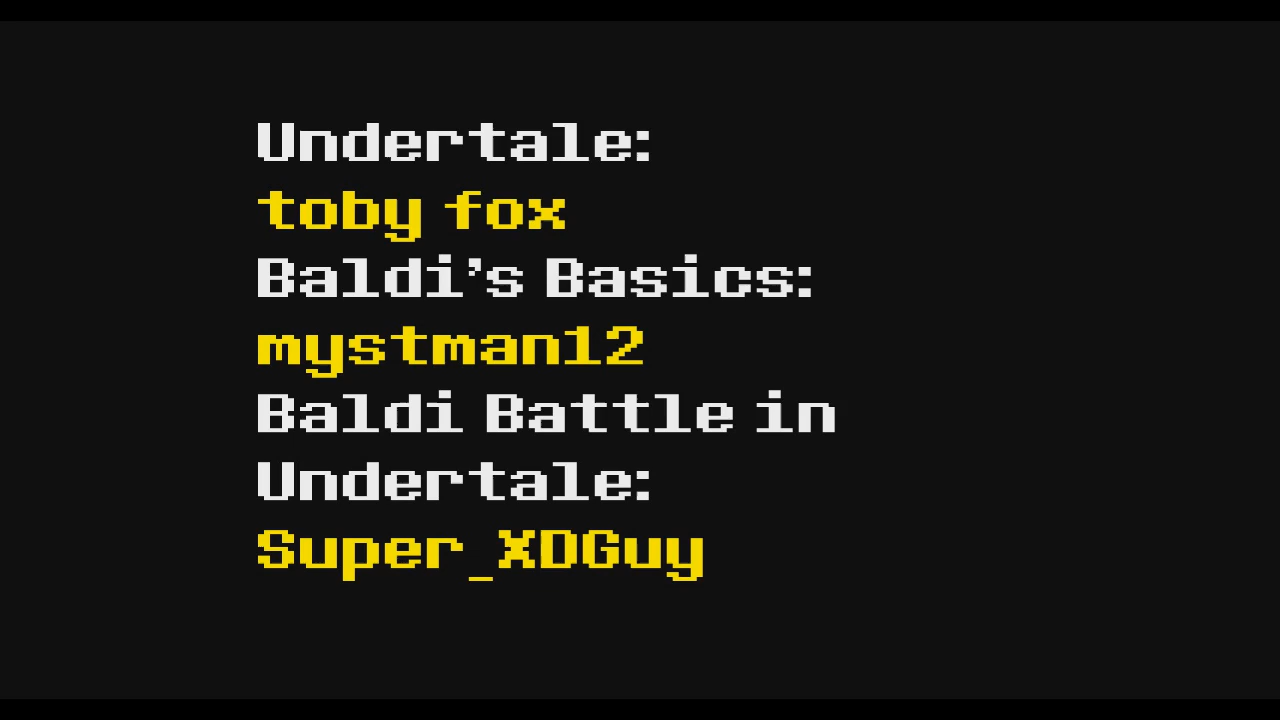 Undertale:
toby fox
Baldi's Basics:
mystman12
Baldi Battle in
Undertale:
Super_XDGuy